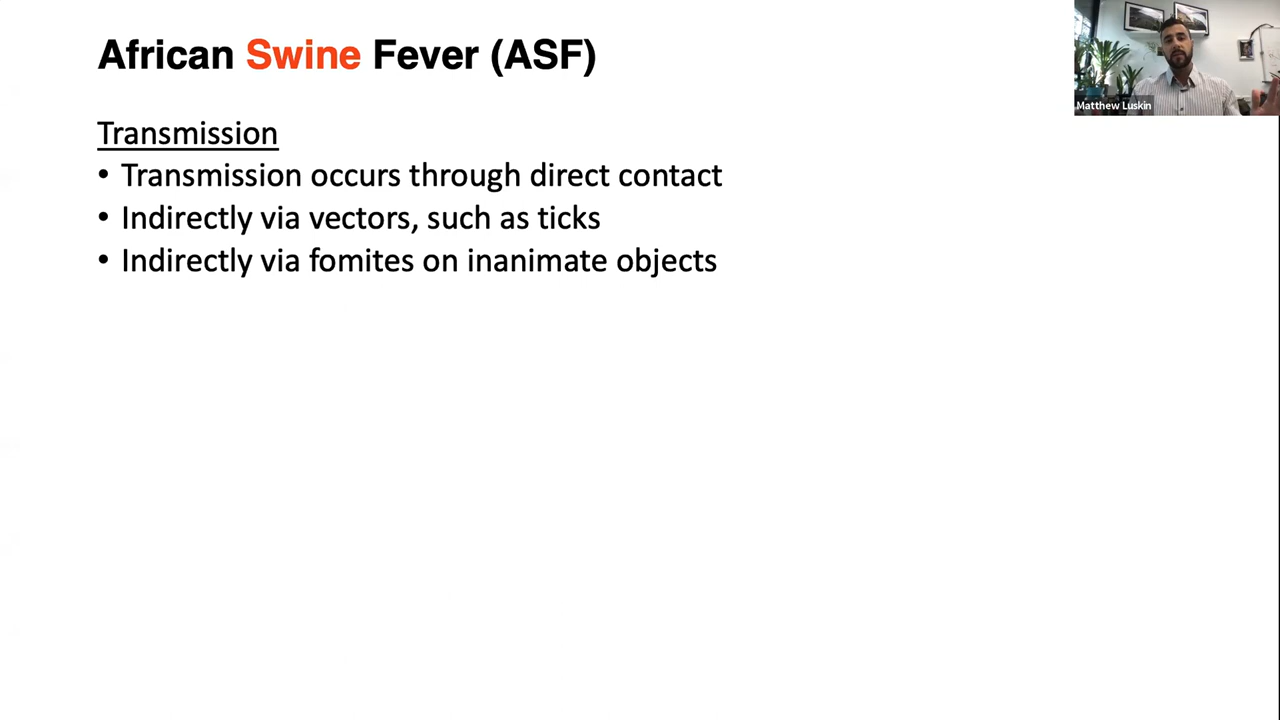 African Swine Fever (ASF)
Matthew Luskin
Transmission
• Transmission occurs through direct contact
• Indirectly via vectors, such as ticks
• Indirectly via fomites on inanimate objects